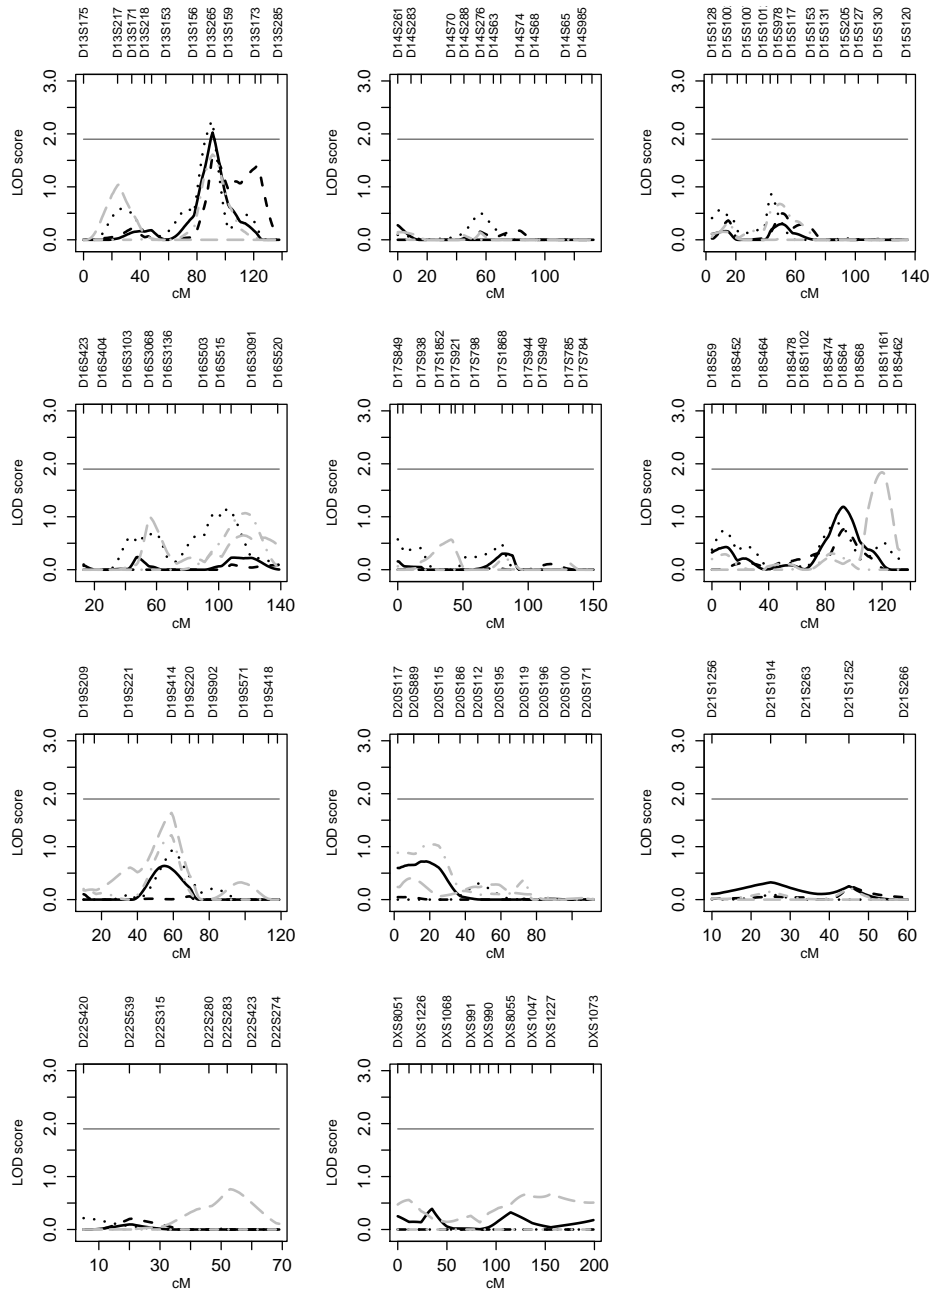 D13S175 D13S217 D13S171 D13S218 D13S153 D13S156 D13S265 D13S159 D13S173 D13S285
LOD score
0.0 1.0 2.0 3.0
0 40 80 120
cM
D14S261 D14S283 D14S70 D14S288 D14S276 D14S63 D14S74 D14S68 D14S65 D14S985
LOD score
0.0 1.0 2.0 3.0
0 20 60 100
cM
D15S128 D15S100 D15S100 D15S101 D15S978 D15S117 D15S153 D15S131 D15S205 D15S127 D15S130 D15S120
LOD score
0.0 1.0 2.0 3.0
0 20 60 100 140
cM
D16S423 D16S404 D16S3103 D16S3068 D16S3136 D16S503 D16S515 D16S3091 D16S520
LOD score
0.0 1.0 2.0 3.0
20 60 100 140
cM
D17S849 D17S938 D17S1852 D17S921 D17S798 D17S1868 D17S944 D17S949 D17S785 D17S784
LOD score
0.0 1.0 2.0 3.0
0 50 100 150
cM
D18S59 D18S452 D18S464 D18S478 D18S1102 D18S474 D18S64 D18S68 D18S1161 D18S462
LOD score
0.0 1.0 2.0 3.0
0 40 80 120
cM
D19S209 D19S221 D19S414 D19S220 D19S902 D19S571 D19S418
LOD score
0.0 1.0 2.0 3.0
20 40 60 80 120
cM
D20S117 D20S889 D20S115 D20S186 D20S112 D20S195 D20S119 D20S196 D20S100 D20S171
LOD score
0.0 1.0 2.0 3.0
0 20 40 60 80
cM
D21S1256 D21S1914 D21S263 D21S1252 D21S266
LOD score
0.0 1.0 2.0 3.0
10 20 30 40 50 60
cM
D22S420 D22S539 D22S315 D22S280 D22S283 D22S423 D22S274
LOD score
0.0 1.0 2.0 3.0
10 30 50 70
cM
DXS8051 DXS1226 DXS1068 DXS991 DXS990 DXS8055 DXS1047 DXS1227 DXS1073
LOD score
0.0 1.0 2.0 3.0
0 50 100 150 200
cM